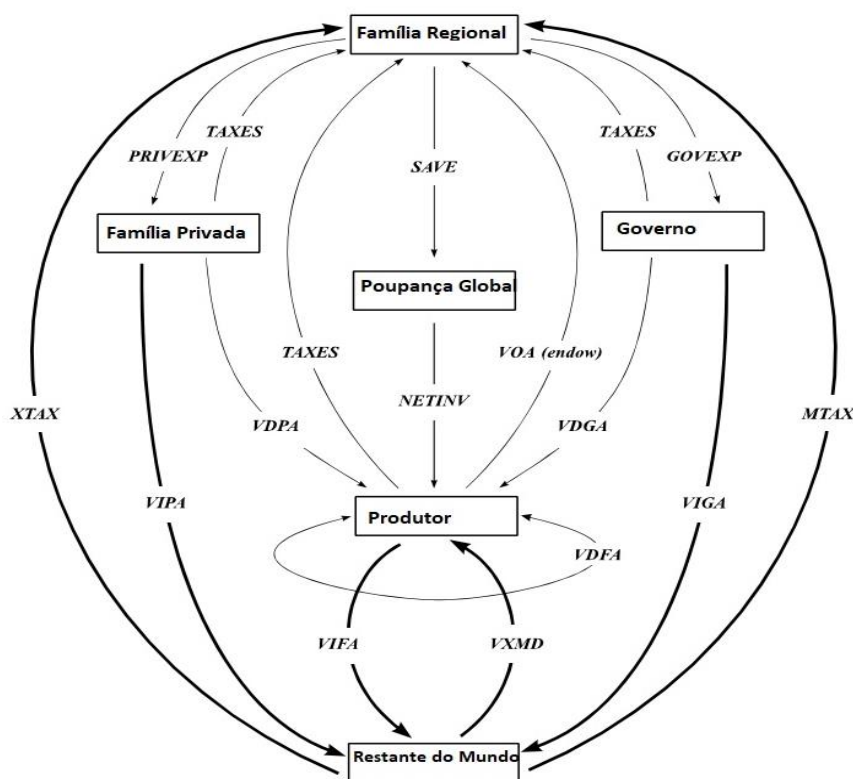 Família Regional
TAXES
TAXES
PRIVEXP
SAVE
GOVEXP
Família Privada
Governo
Poupança Global
TAXES
VOA (endow)
NETINV
XTAX
MTAX
VDPA
VDGA
VIPA
VIGA
Produtor
VDFA
VIFA
VXMD
Restante do Mundo